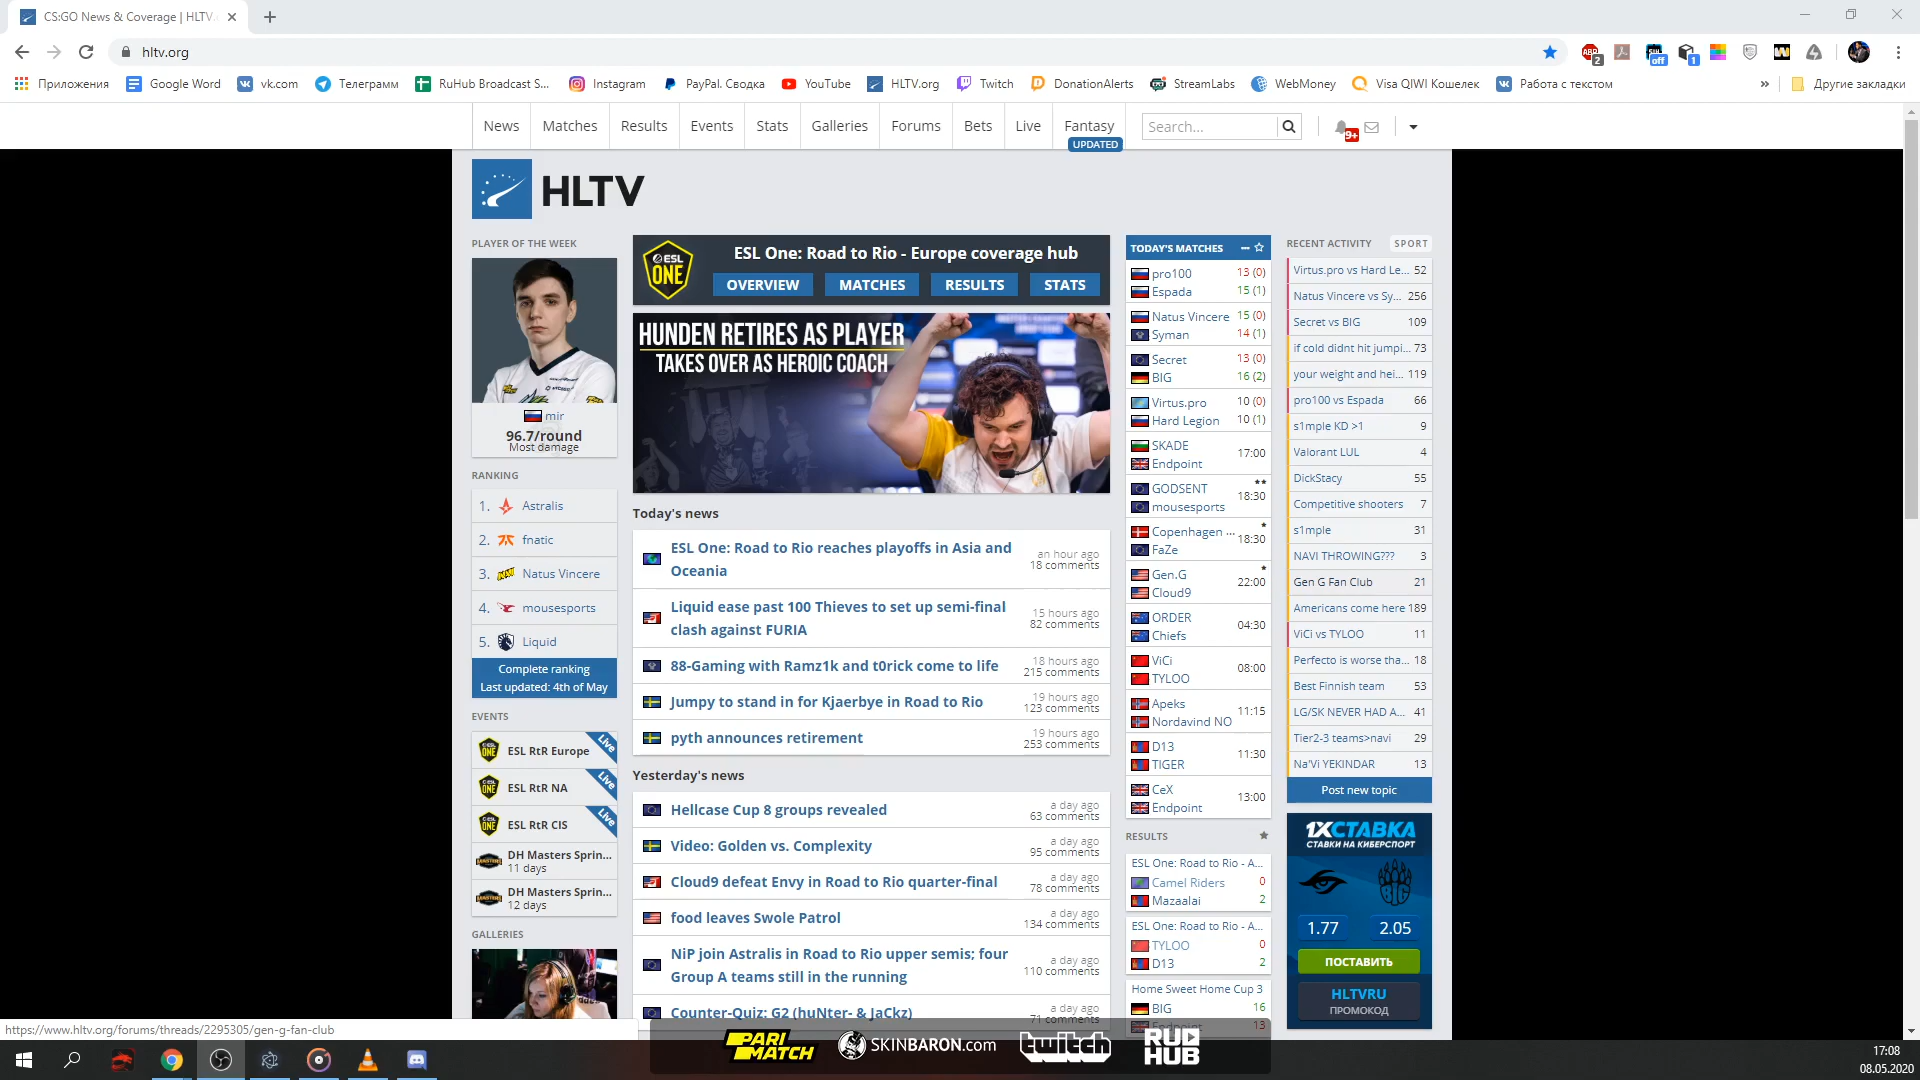 CS:GO News & Coverage | HLTV.
hltv.org
2
off
1
Приложения
Google Word
vk.com
Телеграмм
RuHub Broadcast S...
Instagram
PayPal. Сводка
YouTube
HLTV.org
Twitch
DonationAlerts
StreamLabs
WebMoney
Visa QIWI Кошелек
Работа с текстом
»
Другие закладки
News
Matches
Results
Events
Stats
Galleries
Forums
Bets
Live
Fantasy
UPDATED
Search...
9+
HLTV
PLAYER OF THE WEEK
mir
96.7/round
Most damage
RANKING
1. Astralis
2. fnatic
3. Natus Vincere
4. mousesports
5. Liquid
Complete ranking
Last updated: 4th of May
EVENTS
ESL RtR Europe
Live
ESL RtR NA
Live
ESL RtR CIS
Live
DH Masters Sprin...
11 days
DH Masters Sprin...
12 days
GALLERIES
ESL ONE
ESL One: Road to Rio - Europe coverage hub
OVERVIEW
MATCHES
RESULTS
STATS
HUNDEN RETIRES AS PLAYER
TAKES OVER AS HEROIC COACH
Today's news
ESL One: Road to Rio reaches playoffs in Asia and
Oceania
an hour ago
18 comments
Liquid ease past 100 Thieves to set up semi-final
clash against FURIA
15 hours ago
82 comments
88-Gaming with Ramz1k and t0rick come to life
18 hours ago
215 comments
Jumpy to stand in for Kjaerbye in Road to Rio
19 hours ago
123 comments
pyth announces retirement
19 hours ago
253 comments
Yesterday's news
Hellcase Cup 8 groups revealed
a day ago
63 comments
Video: Golden vs. Complexity
a day ago
95 comments
Cloud9 defeat Envy in Road to Rio quarter-final
a day ago
78 comments
food leaves Swole Patrol
a day ago
134 comments
NiP join Astralis in Road to Rio upper semis; four
Group A teams still in the running
a day ago
110 comments
Counter-Quiz: G2 (huNter- & JaCkz)
a day ago
71 comments
TODAY'S MATCHES
pro100 13 (0)
Espada 15 (1)
Natus Vincere 15 (0)
Syman 14 (1)
Secret 13 (0)
BIG 16 (2)
Virtus.pro 10 (0)
Hard Legion 10 (1)
SKADE
Endpoint
17:00
GODSENT
mousesports
18:30
Copenhagen ...
FaZe
18:30
Gen.G
Cloud9
22:00
ORDER
Chiefs
04:30
ViCi
TYLOO
08:00
Apeks
Nordavind NO
11:15
D13
TIGER
11:30
CeX
Endpoint
13:00
RESULTS
ESL One: Road to Rio - A...
Camel Riders 0
Mazaalai 2
ESL One: Road to Rio - A...
TYLOO 0
D13 2
Home Sweet Home Cup 3
BIG 16
Endpoint 13
RECENT ACTIVITY
SPORT
Virtus.pro vs Hard Le... 52
Natus Vincere vs Sy... 256
Secret vs BIG 109
if cold didnt hit jumpi... 73
your weight and hei... 119
pro100 vs Espada 66
s1mple KD >1 9
Valorant LUL 4
DickStacy 55
Competitive shooters 7
s1mple 31
NAVI THROWING??? 3
Gen G Fan Club 21
Americans come here 189
ViCi vs TYLOO 11
Perfecto is worse tha... 18
Best Finnish team 53
LG/SK NEVER HAD A... 41
Tier2-3 teams>navi 29
Na'Vi YEKINDAR 13
Post new topic
1XСТАВКА
СТАВКИ НА КИБЕРСПОРТ
BIG
1.77
2.05
ПОСТАВИТЬ
HLTVRU
ПРОМОКОД
https://www.hltv.org/forums/threads/2295305/gen-g-fan-club
PARI MATCH
SKINBARON.com
twitch
RUHUB
17:08
08.05.2020